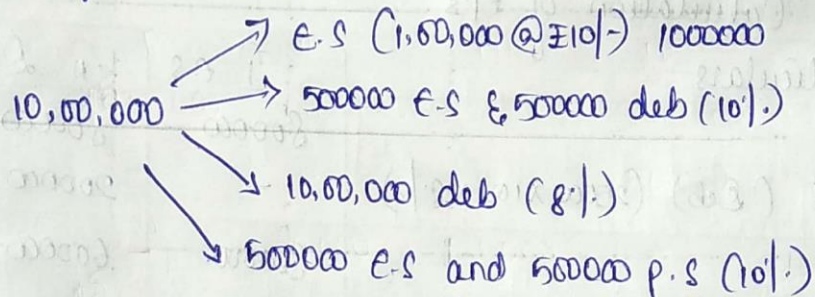 E.S (1,00,000 @ ₹10/-) 1000000
10,00,000
500000 E.S & 500000 deb (10%)
10,00,000 deb (8%)
500000 E.S and 500000 P.S (10%)